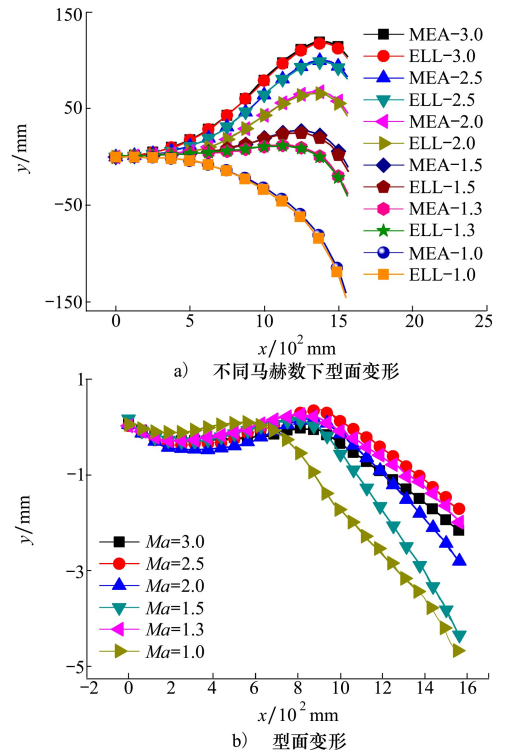 150
50
−50
−150
y/mm
MEA−3.0
ELL−3.0
MEA−2.5
ELL−2.5
MEA−2.0
ELL−2.0
MEA−1.5
ELL−1.5
MEA−1.3
ELL−1.3
MEA−1.0
ELL−1.0
0 5 10 15 20 25
x/10² mm
a) 不同马赫数下型面变形
1
−1
−3
−5
y/mm
Ma=3.0
Ma=2.5
Ma=2.0
Ma=1.5
Ma=1.3
Ma=1.0
−2 0 2 4 6 8 10 12 14 16
x/10² mm
b) 型面变形